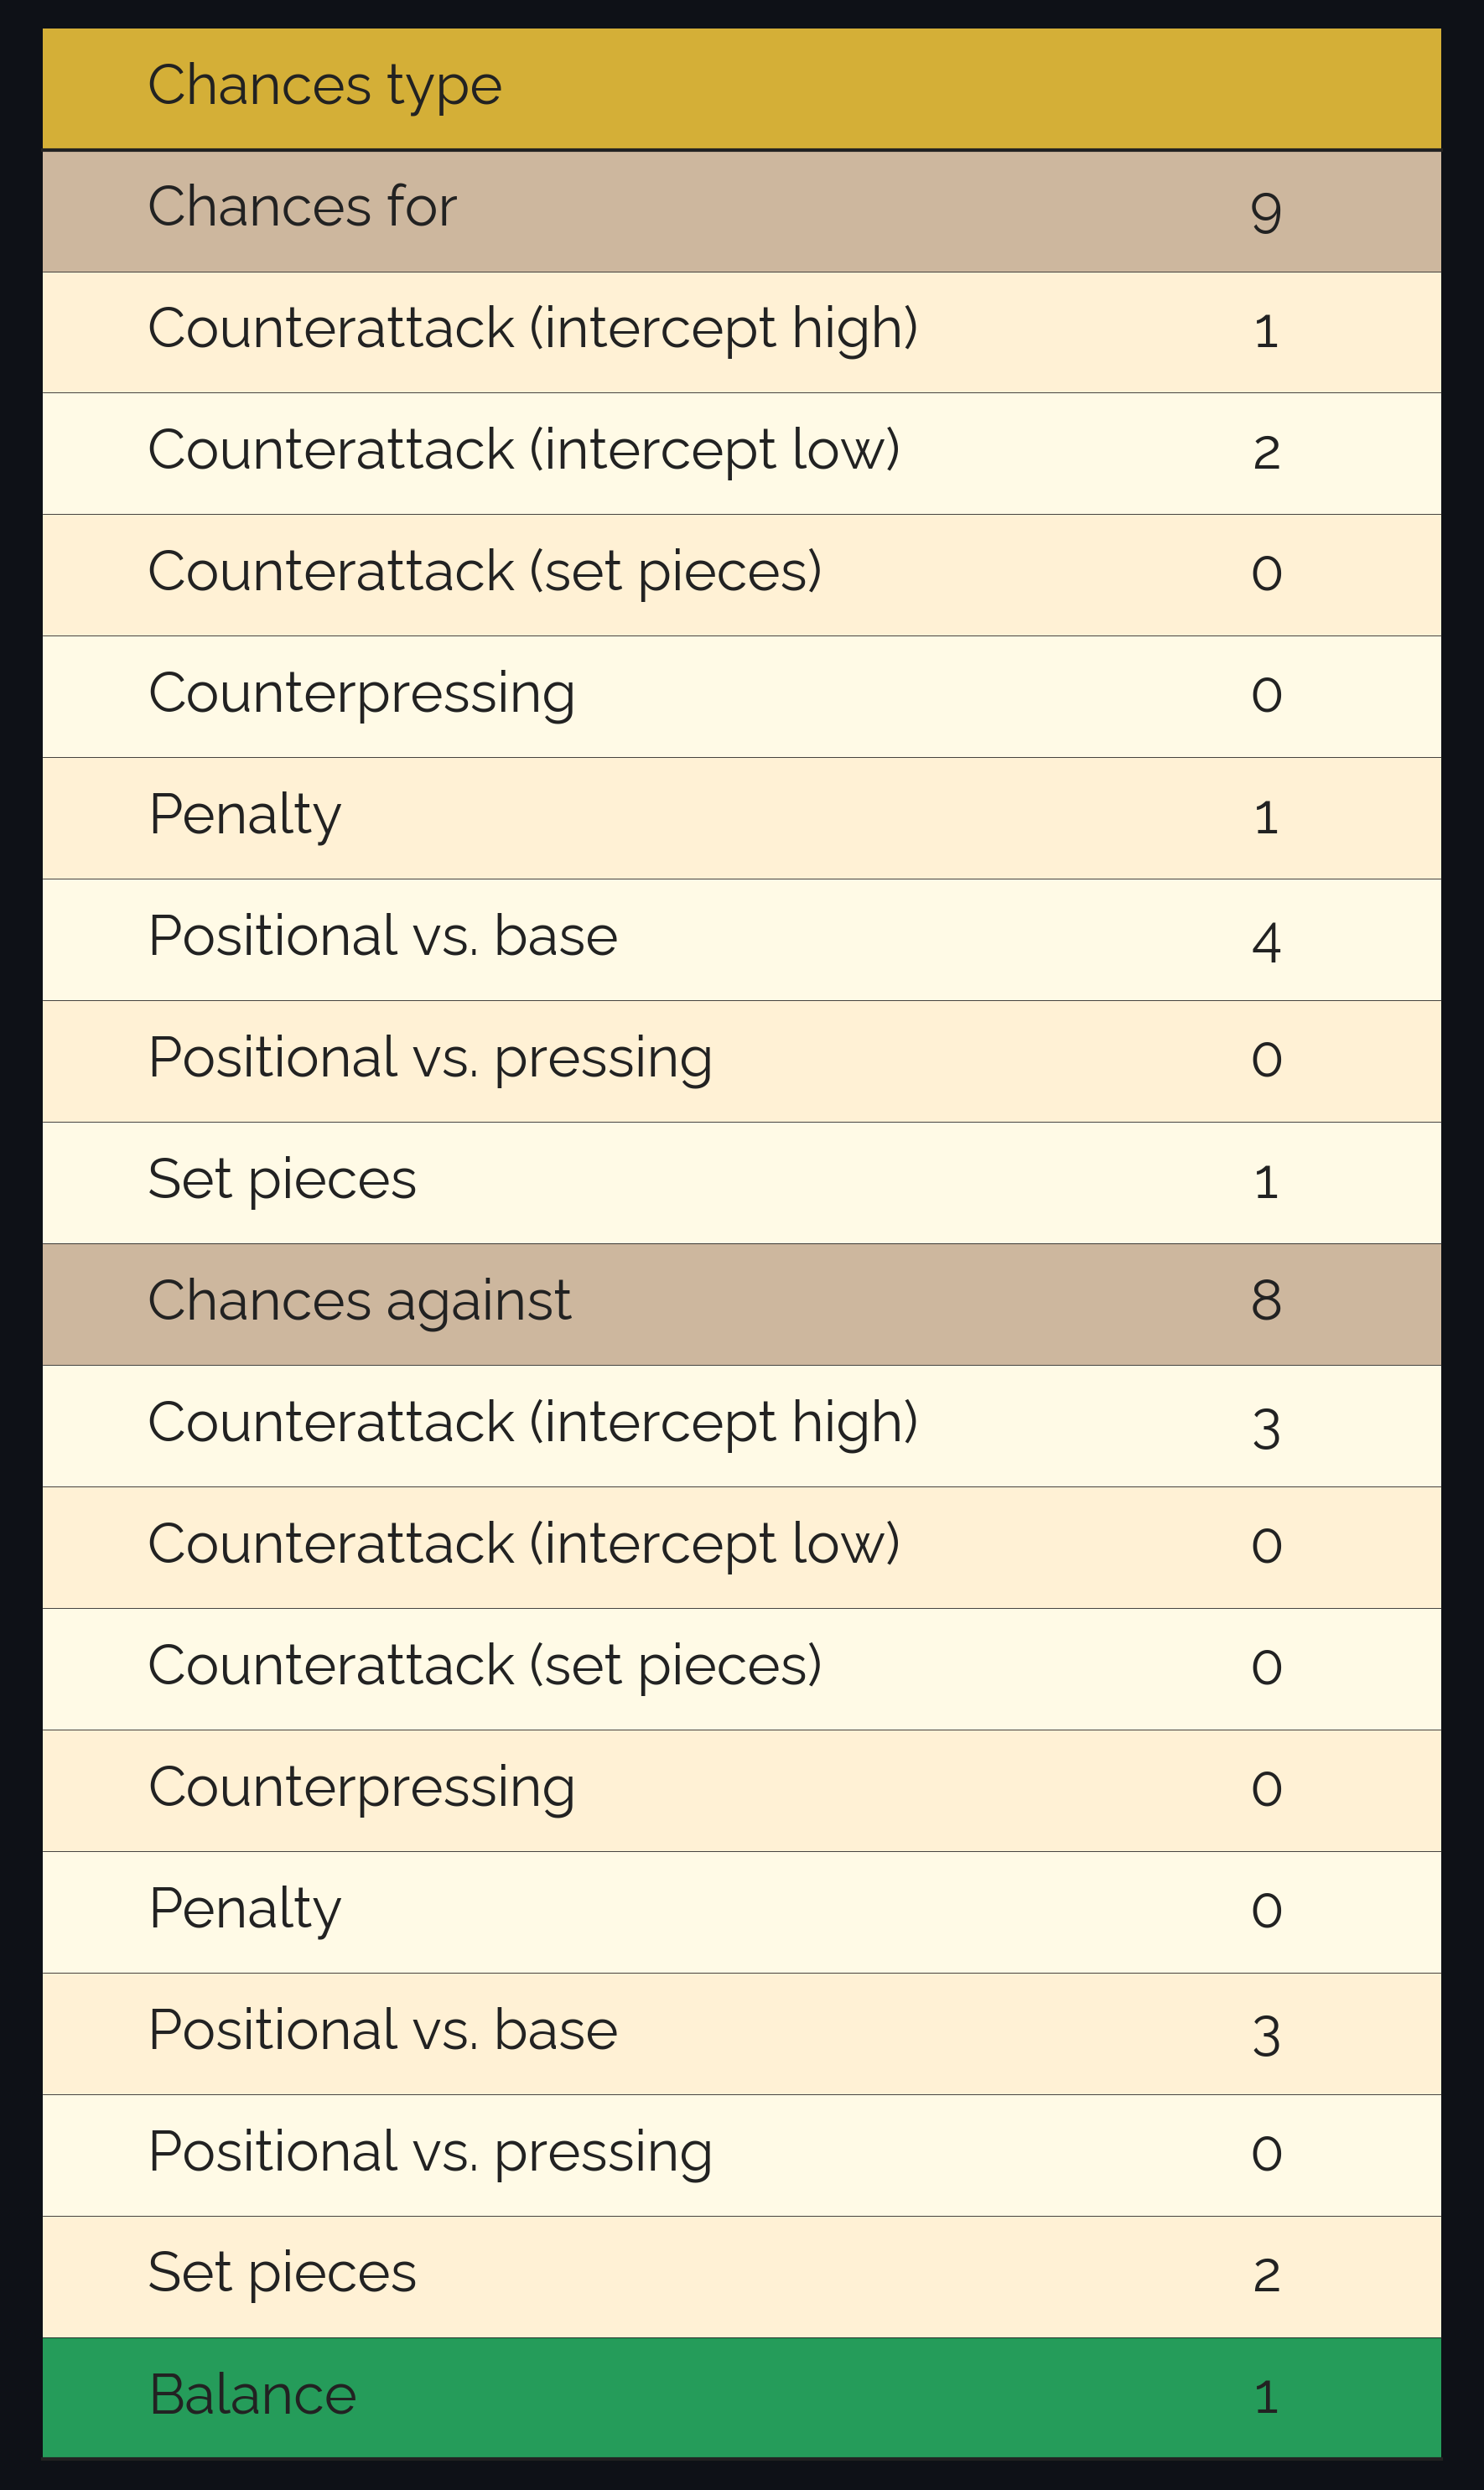 Chances type
Chances for 9
Counterattack (intercept high) 1
Counterattack (intercept low) 2
Counterattack (set pieces) 0
Counterpressing 0
Penalty 1
Positional vs. base 4
Positional vs. pressing 0
Set pieces 1
Chances against 8
Counterattack (intercept high) 3
Counterattack (intercept low) 0
Counterattack (set pieces) 0
Counterpressing 0
Penalty 0
Positional vs. base 3
Positional vs. pressing 0
Set pieces 2
Balance 1